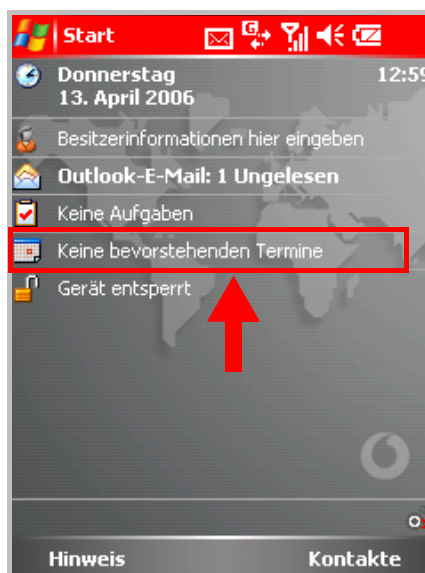 Start
Donnerstag 12:59
13. April 2006
Besitzerinformationen hier eingeben
Outlook-E-Mail: 1 Ungelesen
Keine Aufgaben
Keine bevorstehenden Termine
Gerät entsperrt
Hinweis Kontakte